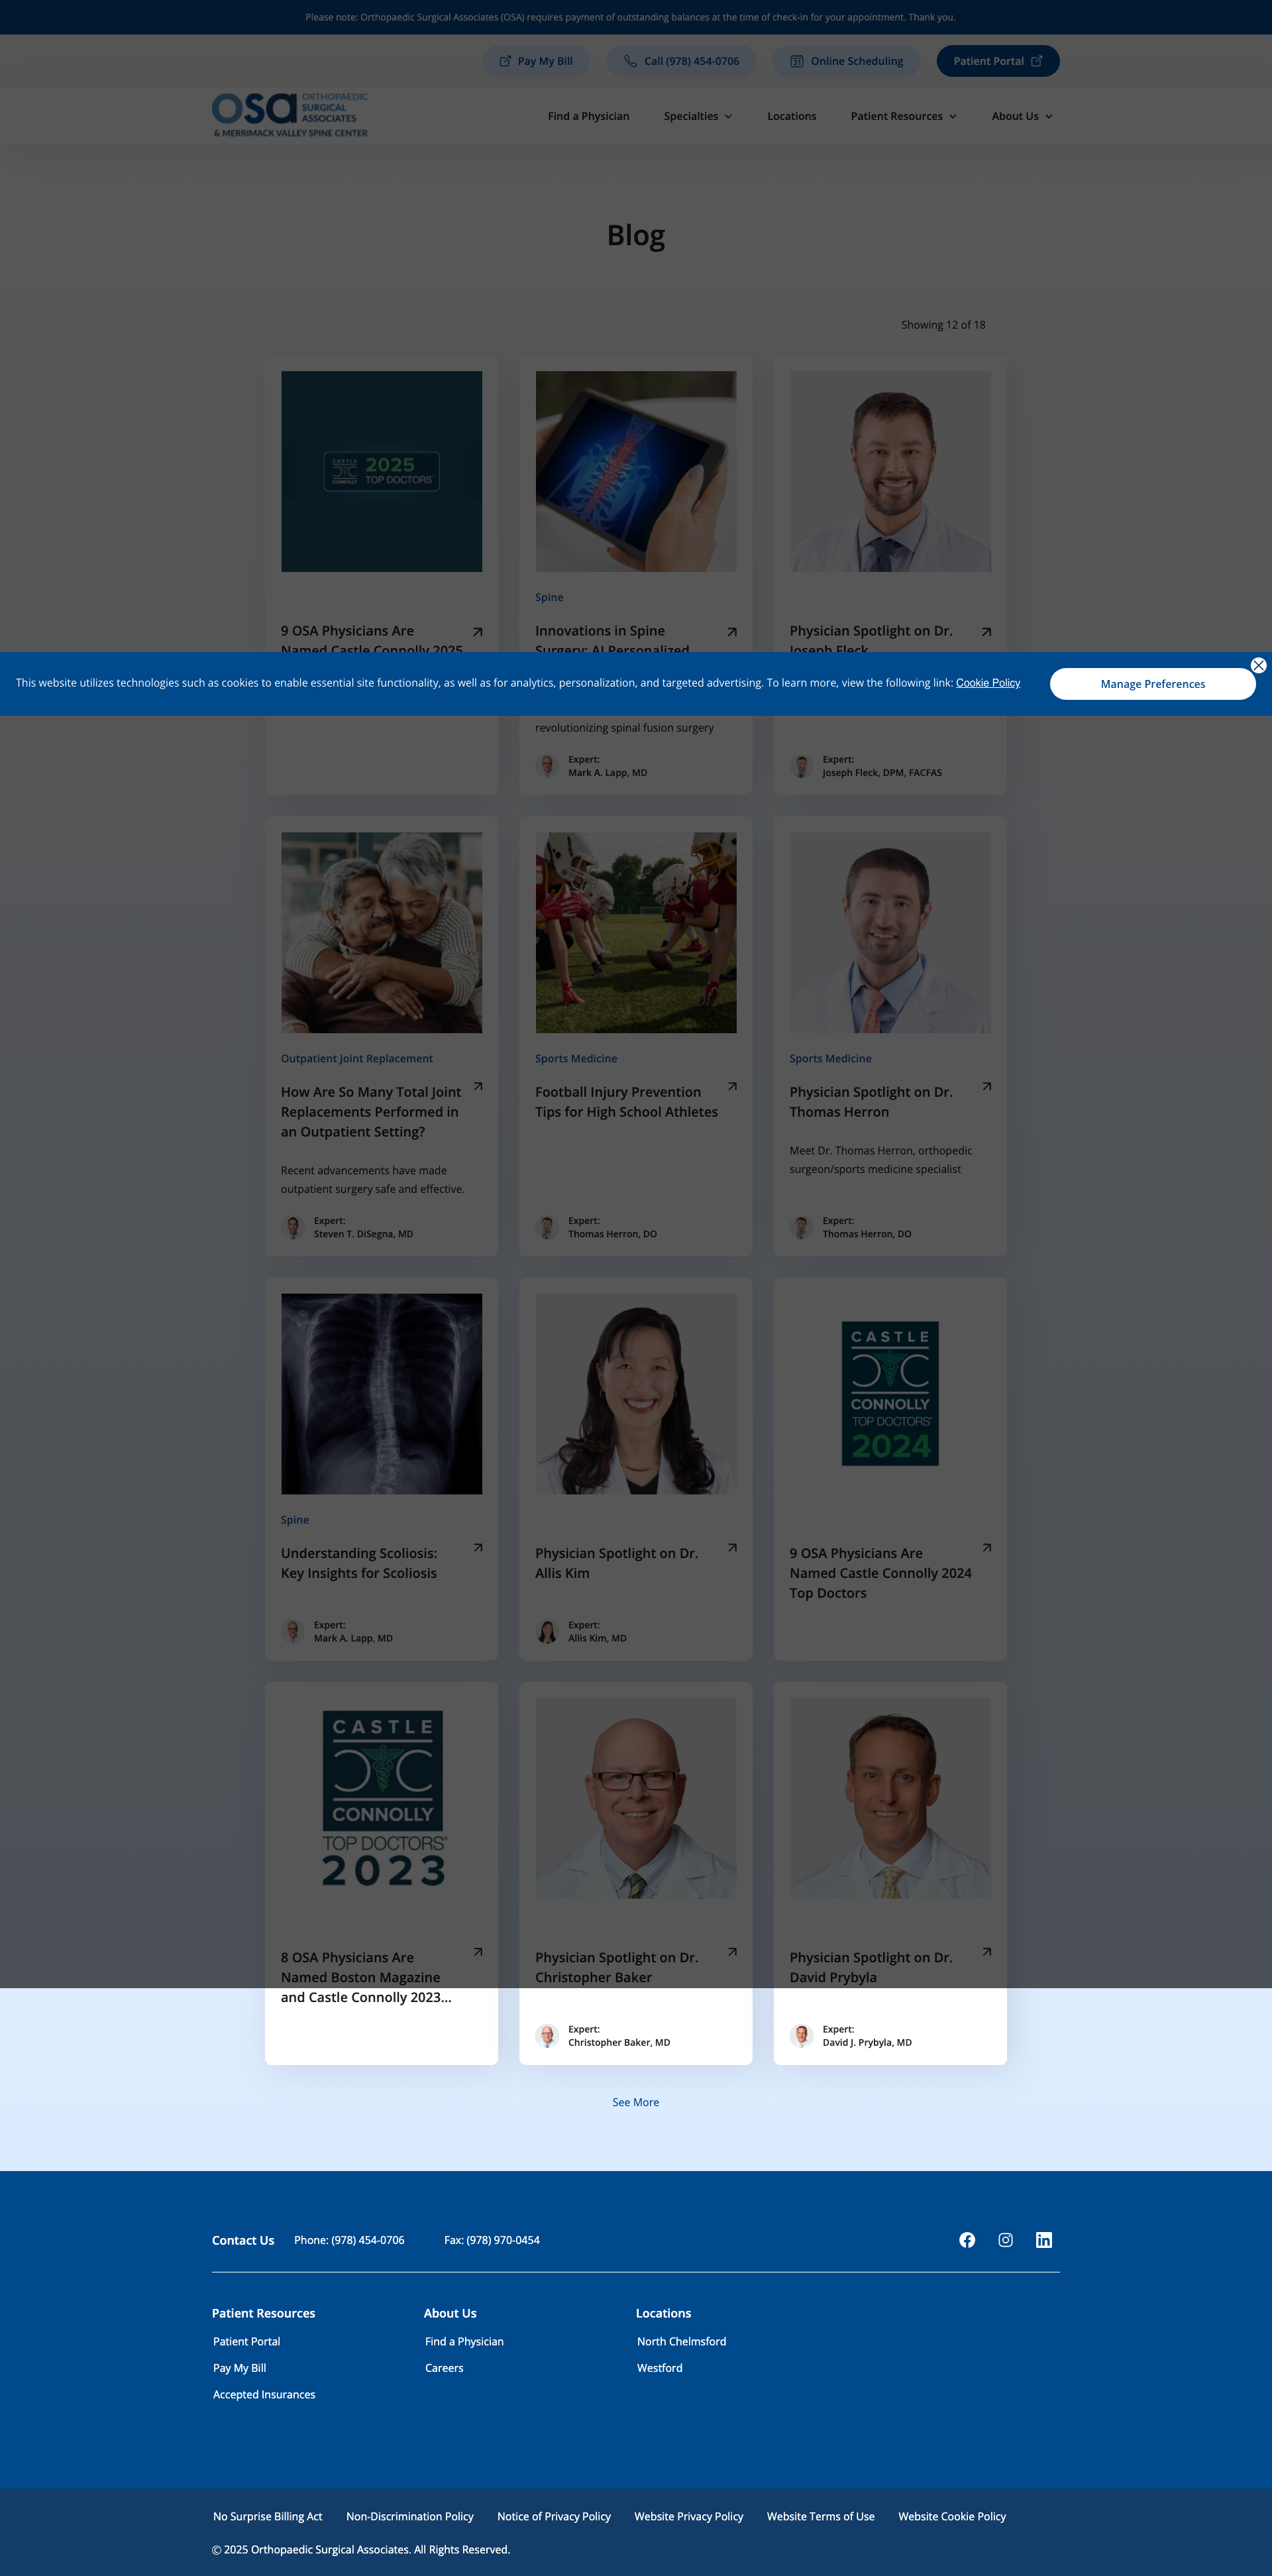 Please note: Orthopaedic Surgical Associates (OSA) requires payment of outstanding balances at the time of check-in for your appointment. Thank you.
Pay My Bill
Call (978) 454-0706
Online Scheduling
Patient Portal
osa ORTHOPAEDIC
SURGICAL
ASSOCIATES
& MERRIMACK VALLEY SPINE CENTER
Find a Physician
Specialties
Locations
Patient Resources
About Us
Blog
Showing 12 of 18
CASTLE CONNOLLY
2025
TOP DOCTORS
9 OSA Physicians Are
Named Castle Connolly 2025
Spine
Innovations in Spine
Surgery: AI Personalized
Physician Spotlight on Dr.
Joseph Fleck
This website utilizes technologies such as cookies to enable essential site functionality, as well as for analytics, personalization, and targeted advertising. To learn more, view the following link: Cookie Policy
Manage Preferences
revolutionizing spinal fusion surgery
Expert:
Mark A. Lapp, MD
Expert:
Joseph Fleck, DPM, FACFAS
Outpatient Joint Replacement
How Are So Many Total Joint
Replacements Performed in
an Outpatient Setting?
Recent advancements have made
outpatient surgery safe and effective.
Expert:
Steven T. DiSegna, MD
Sports Medicine
Football Injury Prevention
Tips for High School Athletes
Expert:
Thomas Herron, DO
Sports Medicine
Physician Spotlight on Dr.
Thomas Herron
Meet Dr. Thomas Herron, orthopedic
surgeon/sports medicine specialist
Expert:
Thomas Herron, DO
Spine
Understanding Scoliosis:
Key Insights for Scoliosis
Expert:
Mark A. Lapp, MD
Physician Spotlight on Dr.
Allis Kim
Expert:
Allis Kim, MD
CASTLE
CONNOLLY
TOP DOCTORS
2024
9 OSA Physicians Are
Named Castle Connolly 2024
Top Doctors
CASTLE
CONNOLLY
TOP DOCTORS®
2023
8 OSA Physicians Are
Named Boston Magazine
and Castle Connolly 2023...
Physician Spotlight on Dr.
Christopher Baker
Expert:
Christopher Baker, MD
Physician Spotlight on Dr.
David Prybyla
Expert:
David J. Prybyla, MD
See More
Contact Us
Phone: (978) 454-0706
Fax: (978) 970-0454
Patient Resources
Patient Portal
Pay My Bill
Accepted Insurances
About Us
Find a Physician
Careers
Locations
North Chelmsford
Westford
No Surprise Billing Act
Non-Discrimination Policy
Notice of Privacy Policy
Website Privacy Policy
Website Terms of Use
Website Cookie Policy
© 2025 Orthopaedic Surgical Associates. All Rights Reserved.